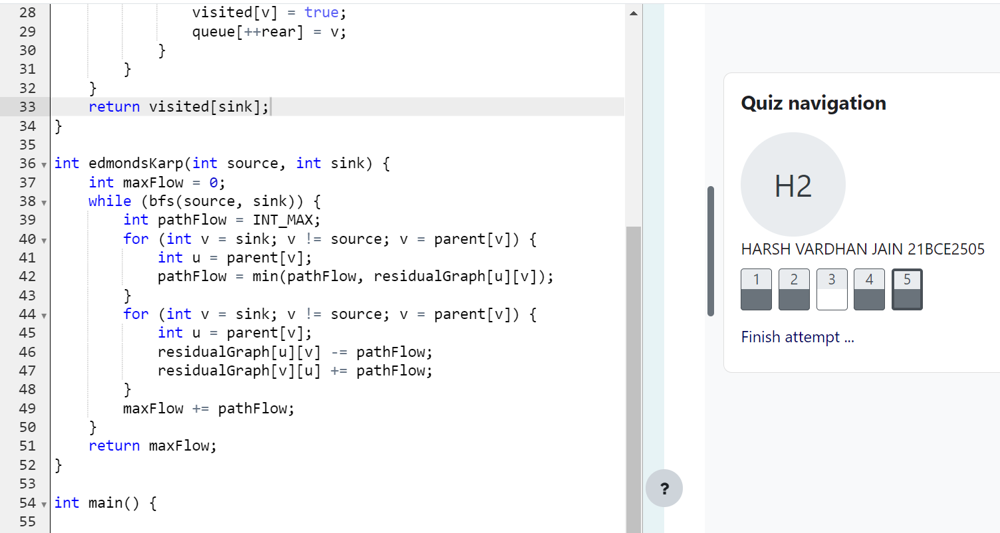 28 visited[v] = true;
29 queue[++rear] = v;
30 }
31 }
32 }
33 return visited[sink];
34 }
35
36 int edmondsKarp(int source, int sink) {
37 int maxFlow = 0;
38 while (bfs(source, sink)) {
39 int pathFlow = INT_MAX;
40 for (int v = sink; v != source; v = parent[v]) {
41 int u = parent[v];
42 pathFlow = min(pathFlow, residualGraph[u][v]);
43 }
44 for (int v = sink; v != source; v = parent[v]) {
45 int u = parent[v];
46 residualGraph[u][v] -= pathFlow;
47 residualGraph[v][u] += pathFlow;
48 }
49 maxFlow += pathFlow;
50 }
51 return maxFlow;
52 }
53
54 int main() {
55
?
Quiz navigation
H2
HARSH VARDHAN JAIN 21BCE2505
1 2 3 4 5
Finish attempt ...